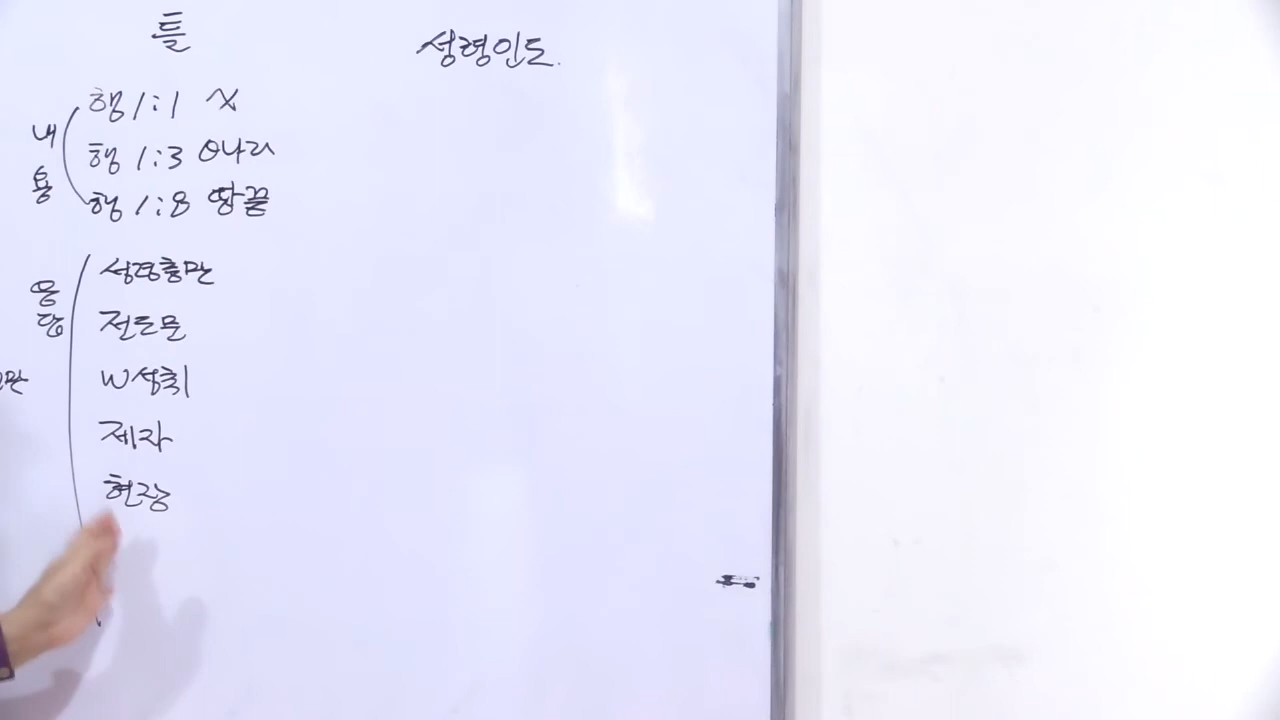 틀
성령인도.
내용
행 1:1 X
행 1:3 하나라
행 1:8 땅끝
응답
성령충만
전도문
W성취
제자
현장